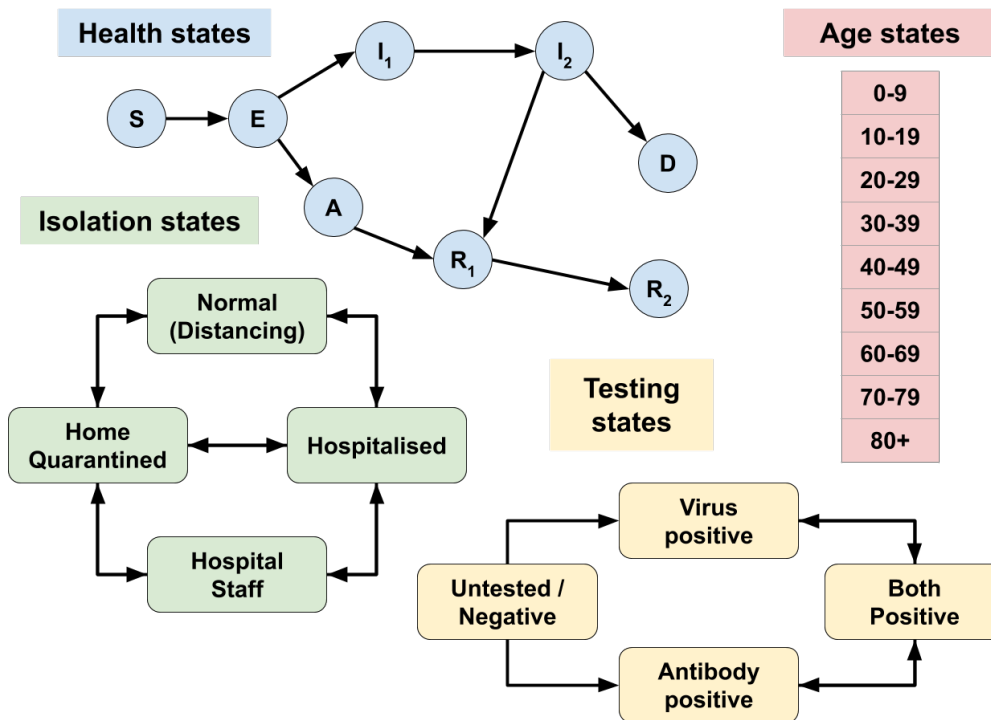 Health states
S
E
I₁
I₂
A
R₁
D
R₂
Age states
0-9
10-19
20-29
30-39
40-49
50-59
60-69
70-79
80+
Isolation states
Normal
(Distancing)
Home
Quarantined
Hospitalised
Hospital
Staff
Testing
states
Virus
positive
Untested /
Negative
Both
Positive
Antibody
positive